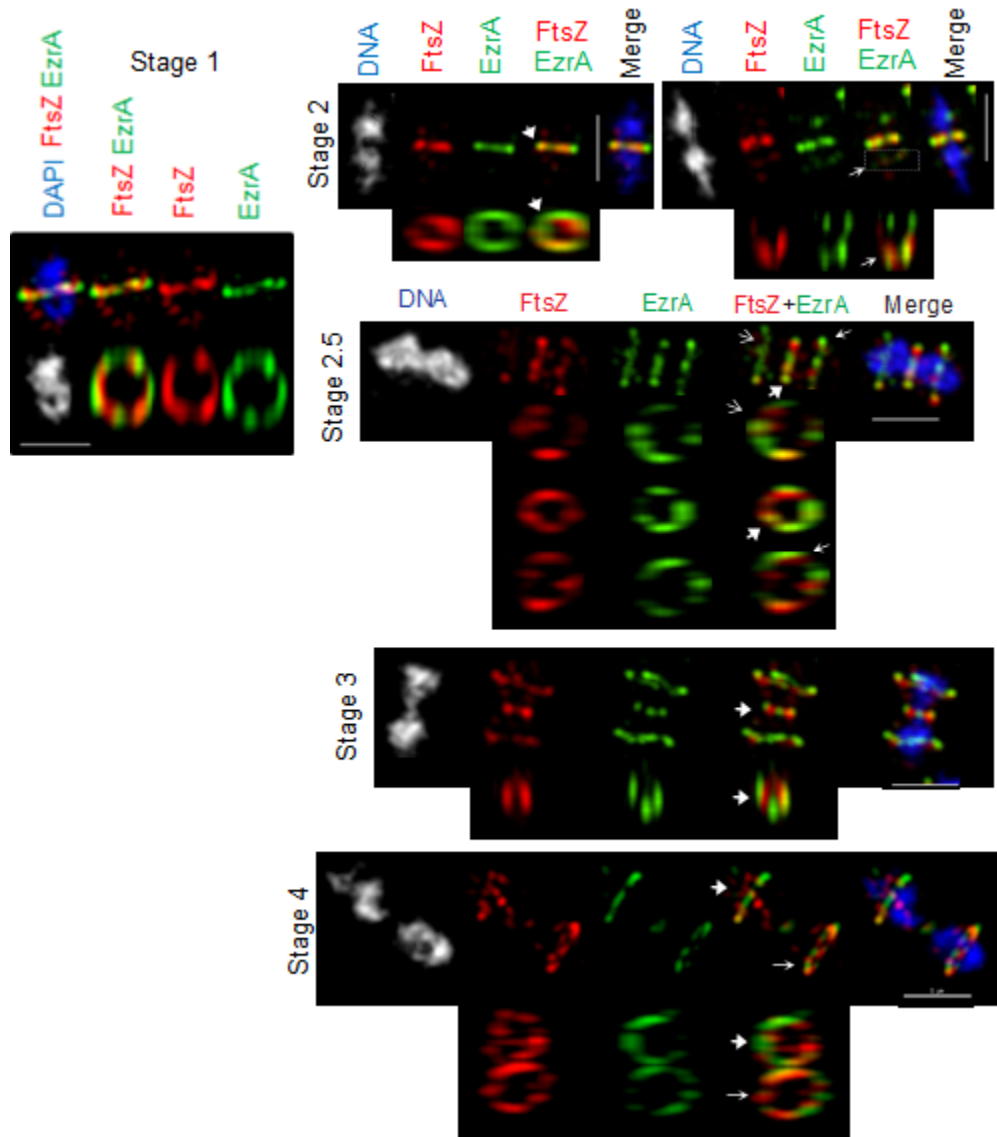 Stage 1
DAPI FtsZ EzrA
FtsZ EzrA
FtsZ
EzrA
Stage 2
DNA
FtsZ
EzrA
FtsZ
EzrA
Merge
DNA
FtsZ
EzrA
FtsZ
EzrA
Merge
Stage 2.5
DNA FtsZ EzrA FtsZ+EzrA Merge
Stage 3
Stage 4